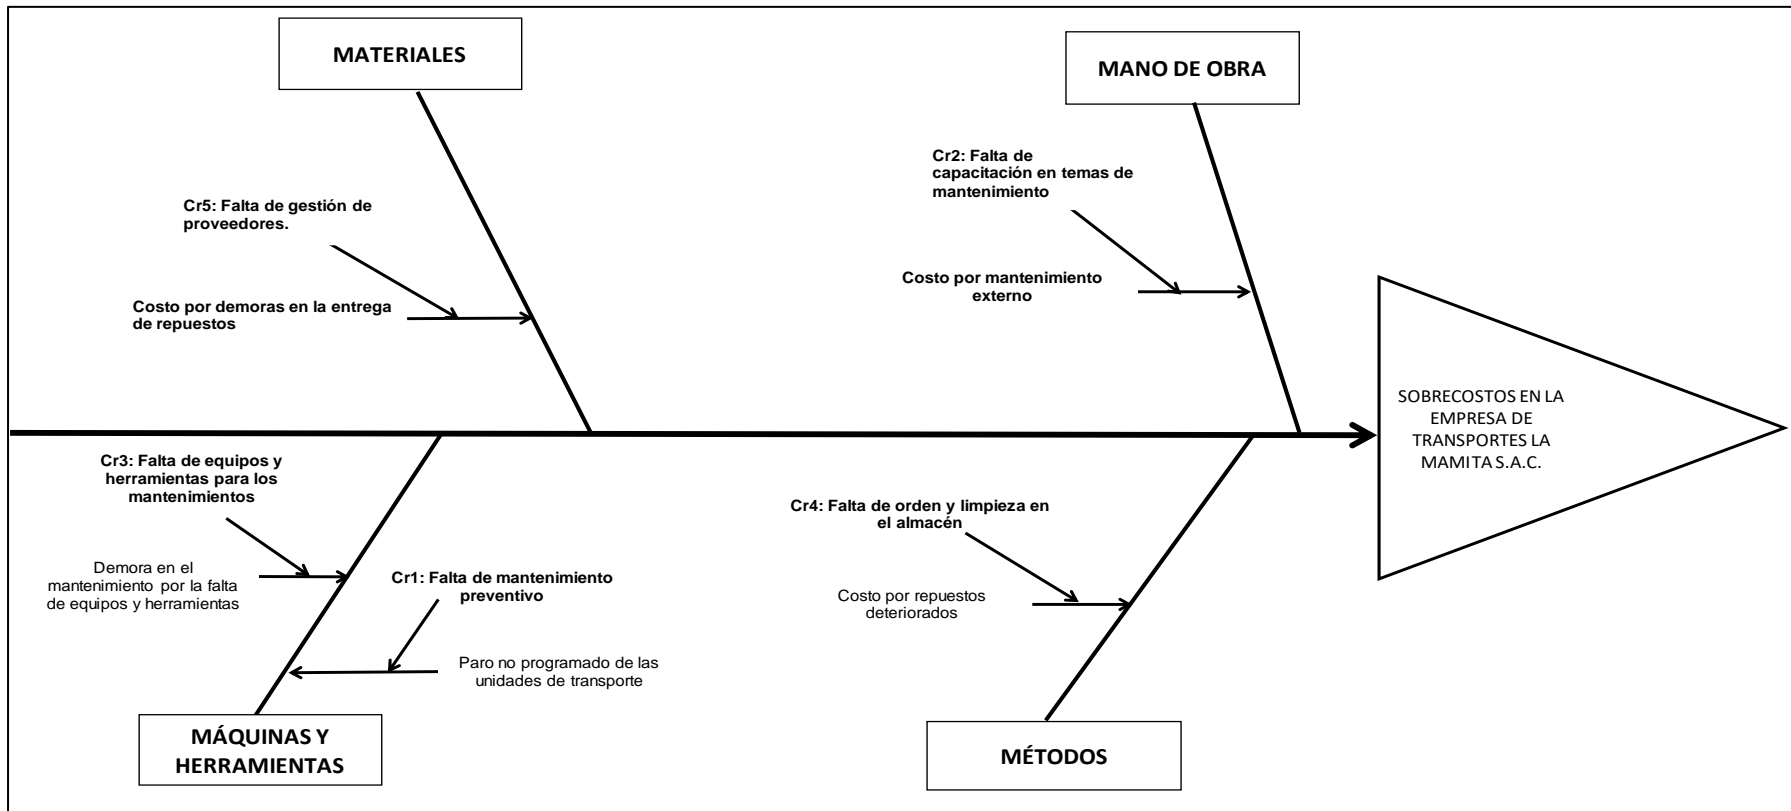 MATERIALES
MANO DE OBRA
Cr2: Falta de
capacitación en temas de
mantenimiento
Cr5: Falta de gestión de
proveedores.
Costo por mantenimiento
externo
Costo por demoras en la entrega
de repuestos
SOBRECOSTOS EN LA
EMPRESA DE
TRANSPORTES LA
MAMITA S.A.C.
Cr3: Falta de equipos y
herramientas para los
mantenimientos
Cr4: Falta de orden y limpieza en
el almacén
Demora en el
mantenimiento por la falta
de equipos y herramientas
Cr1: Falta de mantenimiento
preventivo
Costo por repuestos
deteriorados
Paro no programado de las
unidades de transporte
MÁQUINAS Y
HERRAMIENTAS
MÉTODOS